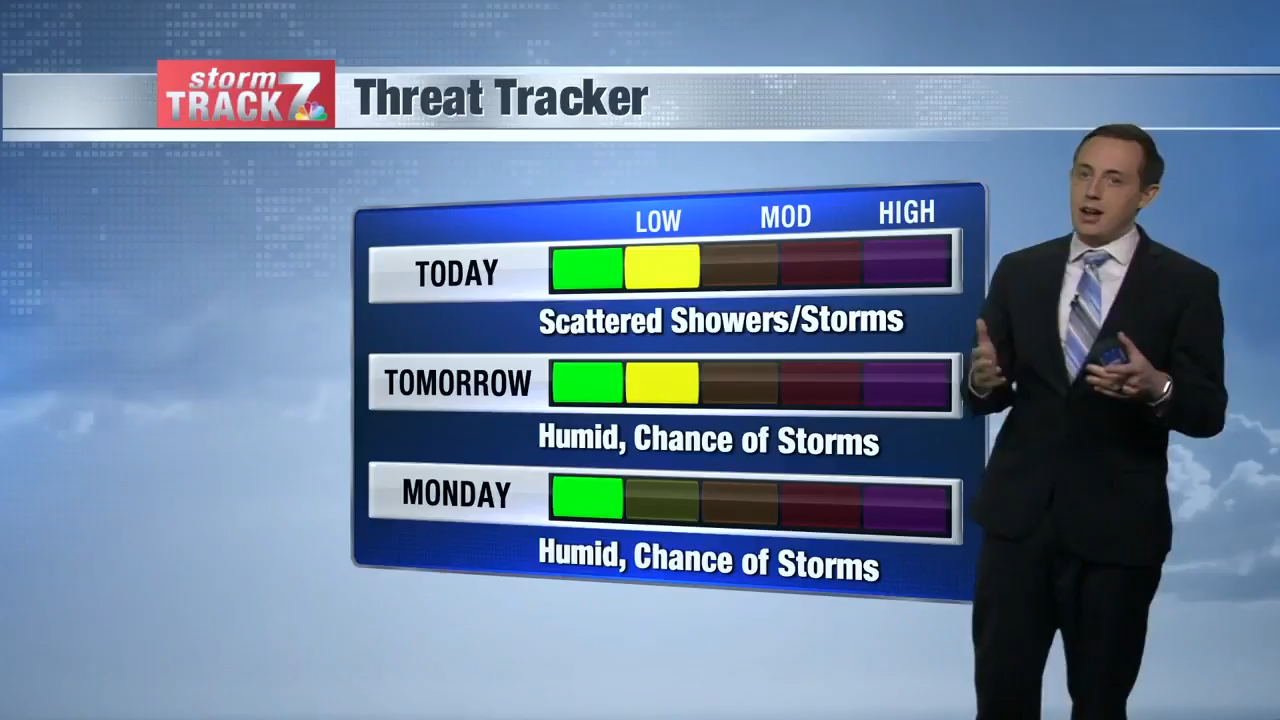 storm
TRACK 7
Threat Tracker
LOW MOD HIGH
TODAY
Scattered Showers/Storms
TOMORROW
Humid, Chance of Storms
MONDAY
Humid, Chance of Storms